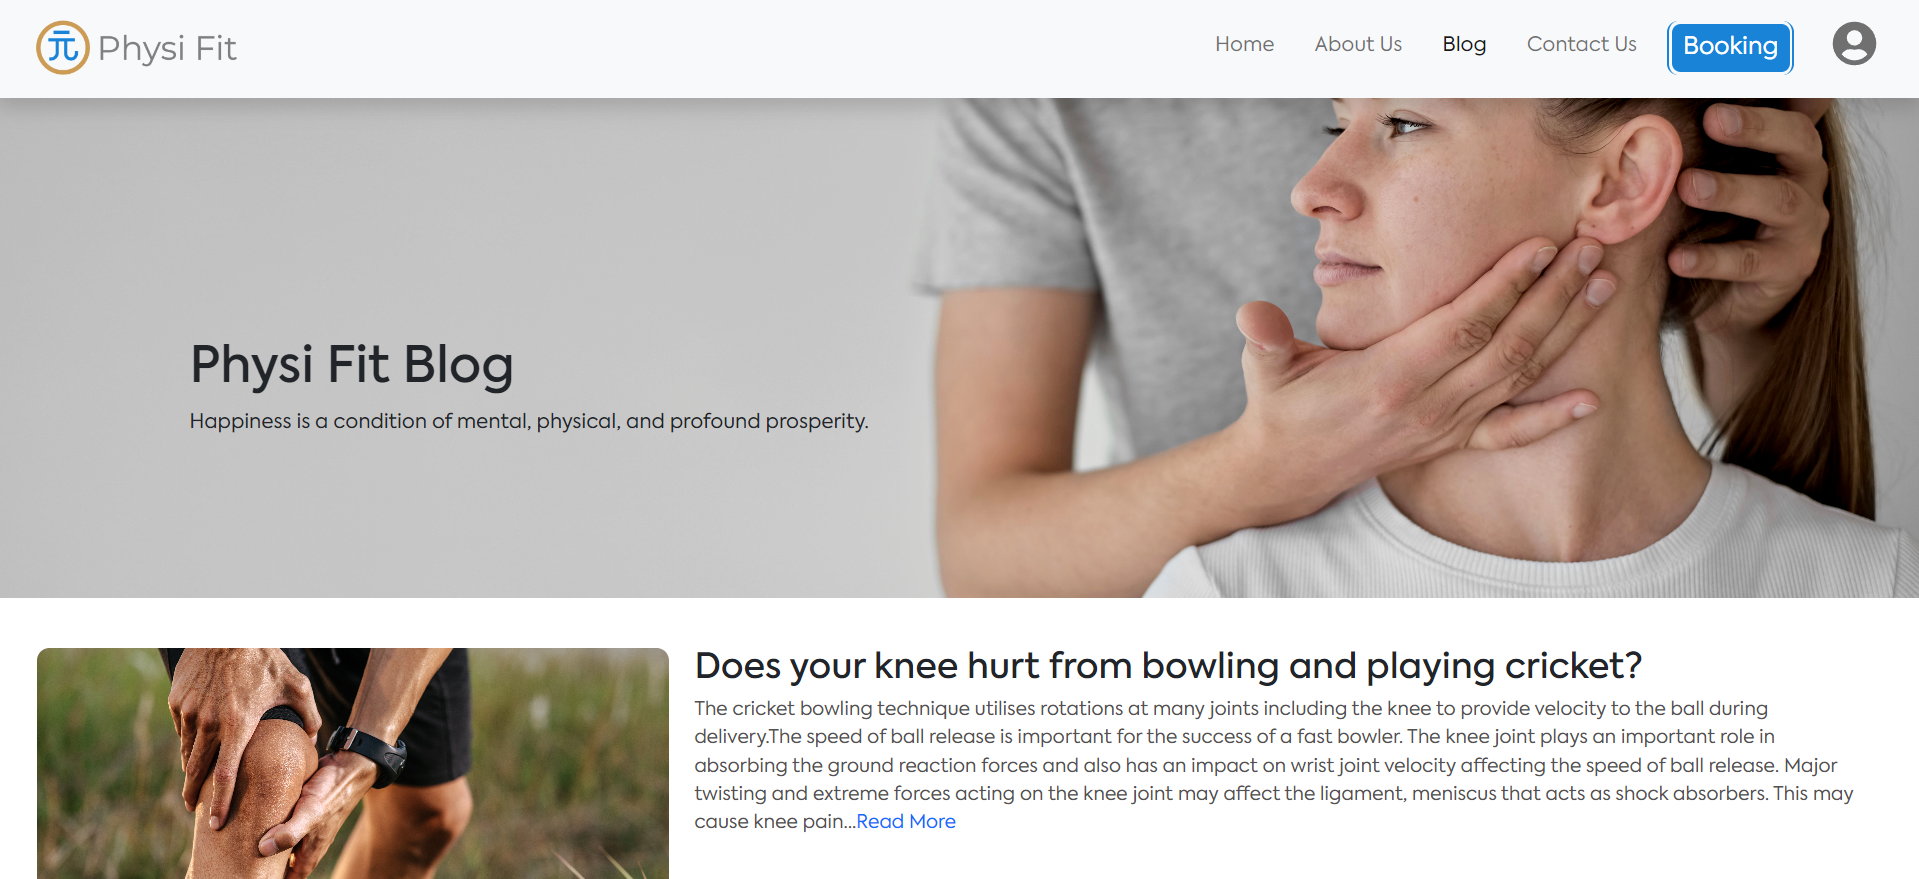 Physi Fit
Home About Us Blog Contact Us Booking
Physi Fit Blog
Happiness is a condition of mental, physical, and profound prosperity.
Does your knee hurt from bowling and playing cricket?
The cricket bowling technique utilises rotations at many joints including the knee to provide velocity to the ball during
delivery.The speed of ball release is important for the success of a fast bowler. The knee joint plays an important role in
absorbing the ground reaction forces and also has an impact on wrist joint velocity affecting the speed of ball release. Major
twisting and extreme forces acting on the knee joint may affect the ligament, meniscus that acts as shock absorbers. This may
cause knee pain...Read More